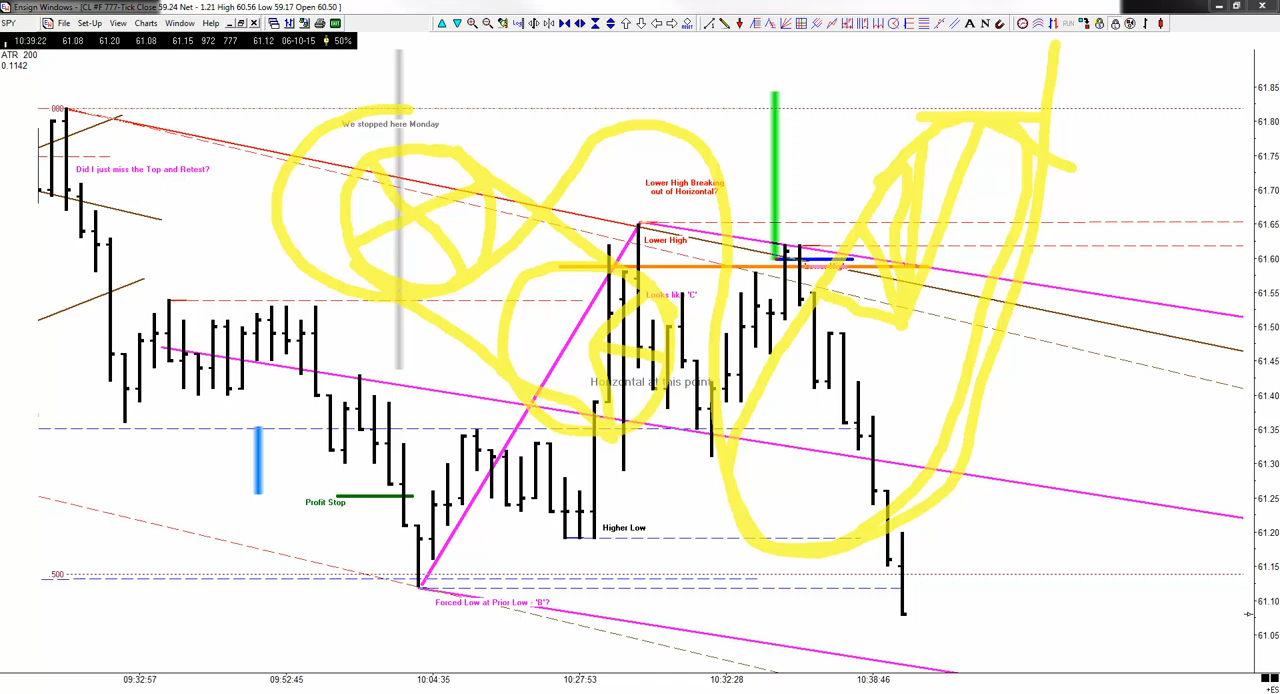 Ensign Windows - [CL #F 777-Tick Close 59.24 Net - 1.21 High 60.56 Low 59.17 Open 60.50 ]
SPY File Set-Up View Charts Window Help
10:39:22 61.08 61.20 61.08 61.15 972 777 61.12 06-10-15 50%
ATR 200
0.1142
61.85
61.80
61.75
61.70
61.65
61.60
61.55
61.50
61.45
61.40
61.35
61.30
61.25
61.20
61.15
61.10
61.05
We stopped here Monday
Did I just miss the Top and Retest?
Lower High Breaking
out of Horizontal?
Lower High
Looks like 'C'
Horizontal at this point
Profit Stop
Higher Low
.500
Forced Low at Prior Low - 'B'?
09:32:57 09:52:45 10:04:35 10:27:53 10:32:28 10:38:46